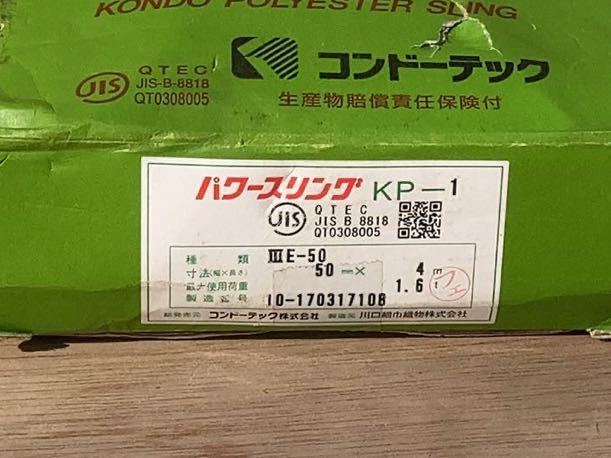 KONDO POLYESTER SLING
JIS
QTEC
JIS-B-8818
QT0308005
コンドーテック
生産物賠償責任保険付
パワースリング KP-1
JIS
QTEC
JIS B 8818
QT0308005
種類 ⅢE-50
寸法(幅×長さ) 50 mm× 4 m
最大使用荷重 1.6
製造番号 10-170317108
総発売元 コンドーテック株式会社 製造元 川口細巾織物株式会社